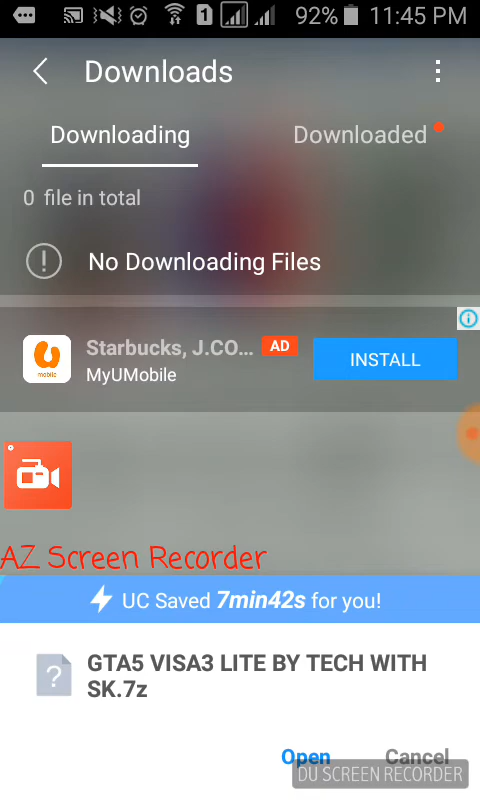 92% 11:45 PM
Downloads
Downloading Downloaded
0 file in total
No Downloading Files
Starbucks, J.CO... AD
MyUMobile
INSTALL
mobile
AZ Screen Recorder
UC Saved 7min42s for you!
GTA5 VISA3 LITE BY TECH WITH
SK.7z
Open Cancel
DU SCREEN RECORDER